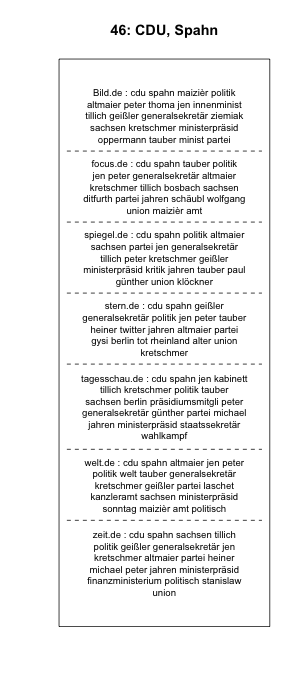 46: CDU, Spahn
Bild.de : cdu spahn maizièr politik
altmaier peter thoma jen innenminist
tillich geißler generalsekretär ziemiak
sachsen kretschmer ministerpräsid
oppermann tauber minist partei
focus.de : cdu spahn tauber politik
jen peter generalsekretär altmaier
kretschmer tillich bosbach sachsen
ditfurth partei jahren schäubl wolfgang
union maizièr amt
spiegel.de : cdu spahn politik altmaier
sachsen partei jen generalsekretär
tillich peter kretschmer geißler
ministerpräsid kritik jahren tauber paul
günther union klöckner
stern.de : cdu spahn geißler
generalsekretär politik jen peter tauber
heiner twitter jahren altmaier partei
gysi berlin tot rheinland alter union
kretschmer
tagesschau.de : cdu spahn jen kabinett
tillich kretschmer politik tauber
sachsen berlin präsidiumsmitgli peter
generalsekretär günther partei michael
jahren ministerpräsid staatssekretär
wahlkampf
welt.de : cdu spahn altmaier jen peter
politik welt tauber generalsekretär
kretschmer geißler partei laschet
kanzleramt sachsen ministerpräsid
sonntag maizièr amt politisch
zeit.de : cdu spahn sachsen tillich
politik geißler generalsekretär jen
kretschmer altmaier partei heiner
michael peter jahren ministerpräsid
finanzministerium politisch stanislaw
union